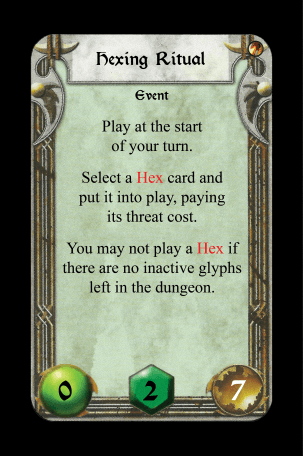 Hexing Ritual
Event
Play at the start
of your turn.
Select a Hex card and
put it into play, paying
its threat cost.
You may not play a Hex if
there are no inactive glyphs
left in the dungeon.
0
2
7